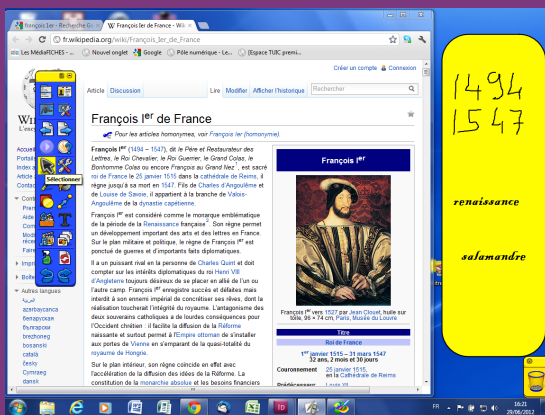 françois 1er - Recherche G
François Ier de France - Wik
fr.wikipedia.org/wiki/François_Ier_de_France
Les MédiaFICHES - ...
Nouvel onglet
Google
Pôle numérique - Le...
[Espace TUIC premi...
Créer un compte
Connexion
Article Discussion
Lire Modifier Afficher l'historique
Rechercher
François Ier de France
Pour les articles homonymes, voir François Ier (homonymie).
François Ier (1494 – 1547), dit le Père et Restaurateur des
Lettres, le Roi Chevalier, le Roi Guerrier, le Grand Colas, le
Bonhomme Colas ou encore François au Grand Nez, est sacré
roi de France le 25 janvier 1515 dans la cathédrale de Reims, il
règne jusqu'à sa mort en 1547. Fils de Charles d'Angoulême et
de Louise de Savoie, il appartient à la branche de Valois-
Angoulême de la dynastie capétienne.
François Ier est considéré comme le monarque emblématique
de la période de la Renaissance française. Son règne permet
un développement important des arts et des lettres en France.
Sur le plan militaire et politique, le règne de François Ier est
ponctué de guerres et d'importants faits diplomatiques.
Il a un puissant rival en la personne de Charles Quint et doit
compter sur les intérêts diplomatiques du roi Henri VIII
d'Angleterre toujours désireux de se placer en allié de l'un ou
l'autre camp. François Ier enregistre succès et défaites mais
interdit à son ennemi impérial de concrétiser ses rêves, dont la
réalisation toucherait l'intégrité du royaume. L'antagonisme des
deux souverains catholiques a de lourdes conséquences pour
l'Occident chrétien : il facilite la diffusion de la Réforme
naissante et surtout permet à l'Empire ottoman de s'installer
aux portes de Vienne en s'emparant de la quasi-totalité du
royaume de Hongrie.
Sur le plan intérieur, son règne coïncide en effet avec
l'accélération de la diffusion des idées de la Renaissance. La
constitution de la monarchie absolue et les besoins financiers
François Ier
François Ier vers 1527 par Jean Clouet, huile sur
toile, 96 × 74 cm, Paris, Musée du Louvre
Titre
Roi de France
1er janvier 1515 – 31 mars 1547
32 ans, 2 mois et 30 jours
Couronnement 25 janvier 1515,
en la Cathédrale de Reims
Prédécesseur Louis XII
Sélectionner
Accueil
Autres langues
العربية
azərbaycanca
беларуская
български
brezhoneg
bosanski
català
česky
Cymraeg
dansk
1494
1547
renaissance
salamandre
FR
16:21
29/06/2012